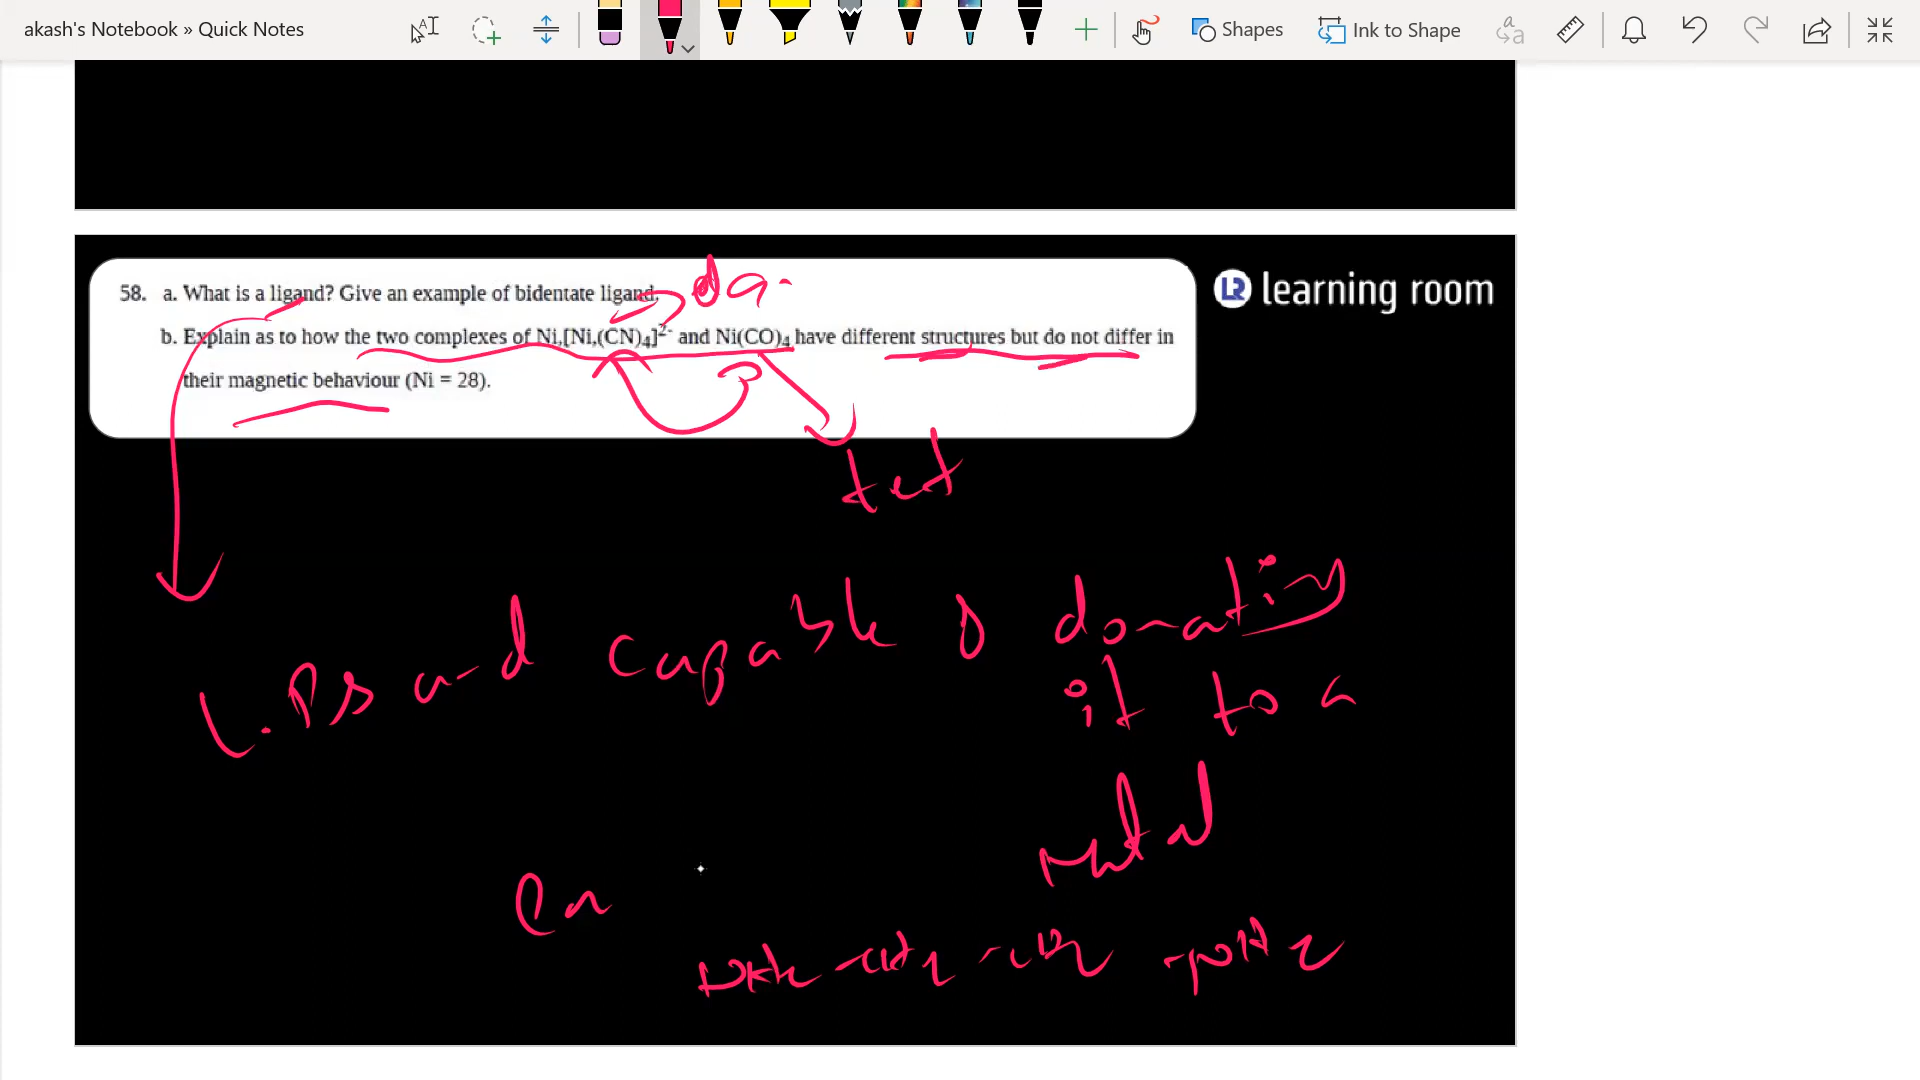 akash's Notebook » Quick Notes
Shapes
Ink to Shape
learning room
58. a. What is a ligand? Give an example of bidentate ligand.
b. Explain as to how the two complexes of Ni,[Ni,(CN)4]2- and Ni(CO)4 have different structures but do not differ in
their magnetic behaviour (Ni = 28).
tet
L.Ps and capable of donating
it to a
Metal